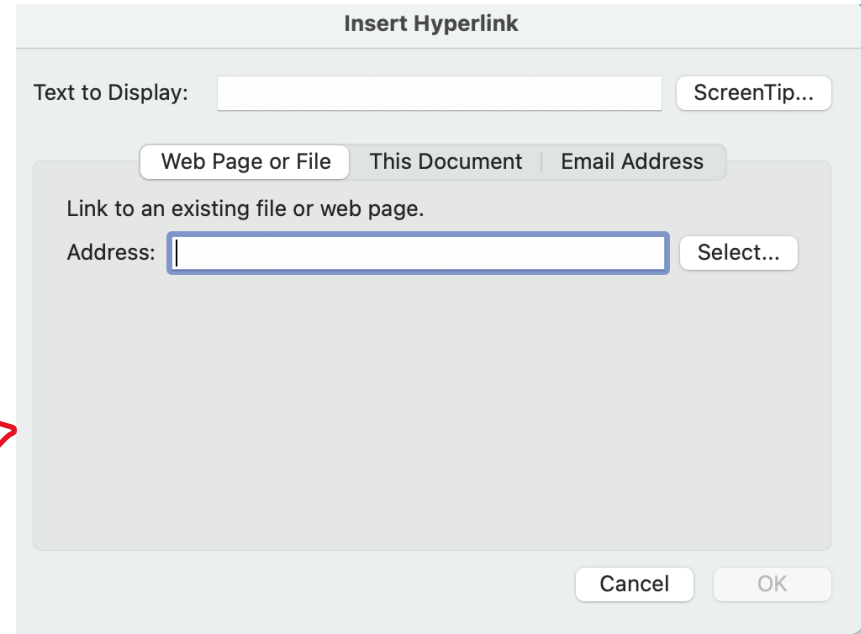 Insert Hyperlink
Text to Display: ScreenTip...
Web Page or File This Document Email Address
Link to an existing file or web page.
Address: Select...
Cancel OK